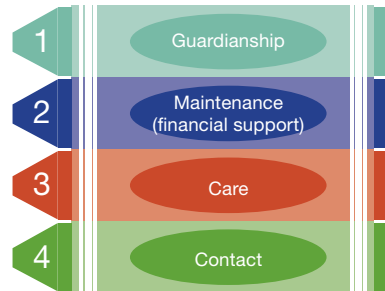 1 Guardianship
2 Maintenance
(financial support)
3 Care
4 Contact